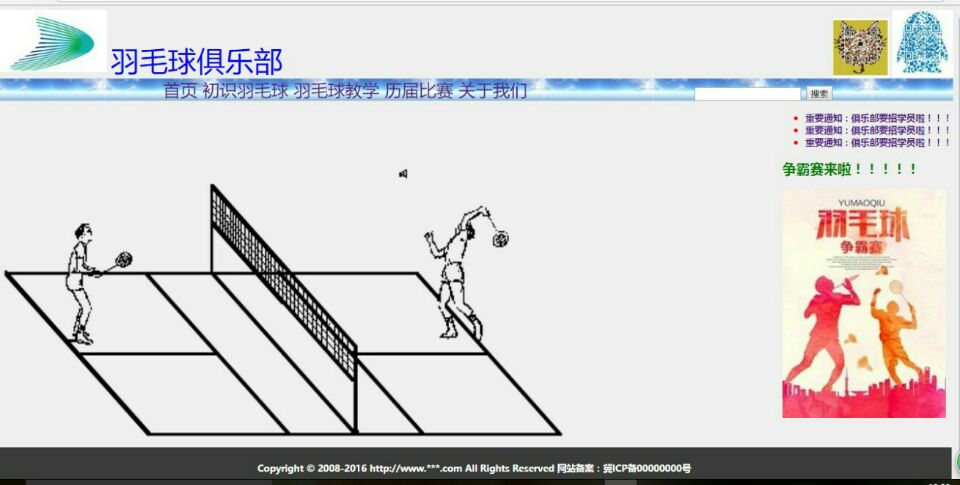 羽毛球俱乐部
首页 初识羽毛球 羽毛球教学 历届比赛 关于我们
搜索
重要通知：俱乐部要招学员啦！！！
重要通知：俱乐部要招学员啦！！！
重要通知：俱乐部要招学员啦！！！
争霸赛来啦！！！！！
YUMAOQIU
羽毛球
争霸赛
Copyright © 2008-2016 http://www.***.com All Rights Reserved 网站备案：冀ICP备00000000号